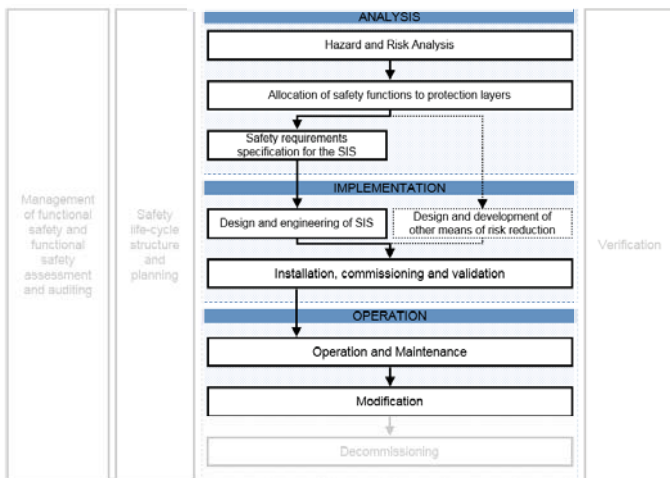 ANALYSIS
Hazard and Risk Analysis
Allocation of safety functions to protection layers
Safety requirements
specification for the SIS
IMPLEMENTATION
Design and engineering of SIS
Design and development of
other means of risk reduction
Installation, commissioning and validation
OPERATION
Operation and Maintenance
Modification
Decommissioning
Management
of functional
safety and
functional
safety
assessment
and auditing
Safety
life-cycle
structure
and
planning
Verification